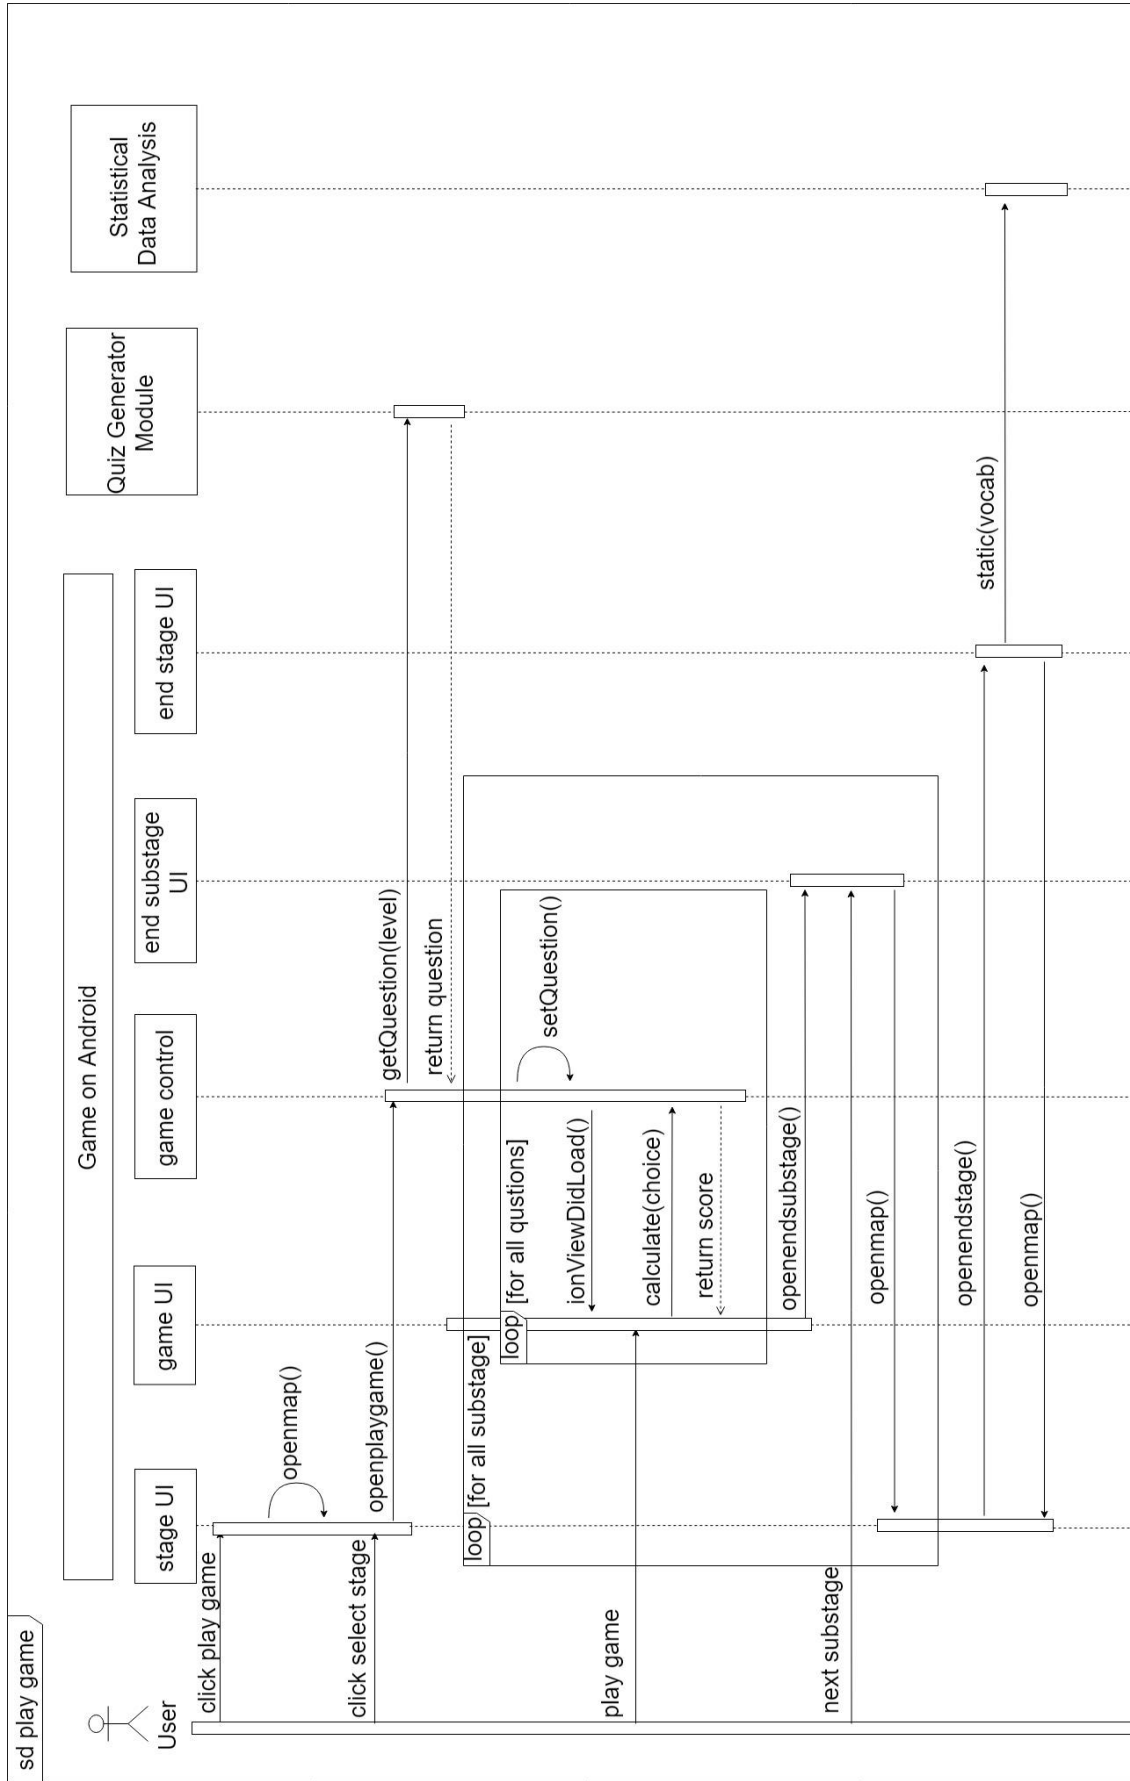 sd play game
User
Game on Android
stage UI
game UI
game control
end substage
UI
end stage UI
Quiz Generator
Module
Statistical
Data Analysis
click play game
openmap()
click select stage
openplaygame()
getQuestion(level)
return question
loop
[for all substage]
loop
[for all qustions]
setQuestion()
ionViewDidLoad()
play game
calculate(choice)
return score
openendsubstage()
next substage
openmap()
openendstage()
static(vocab)
openmap()